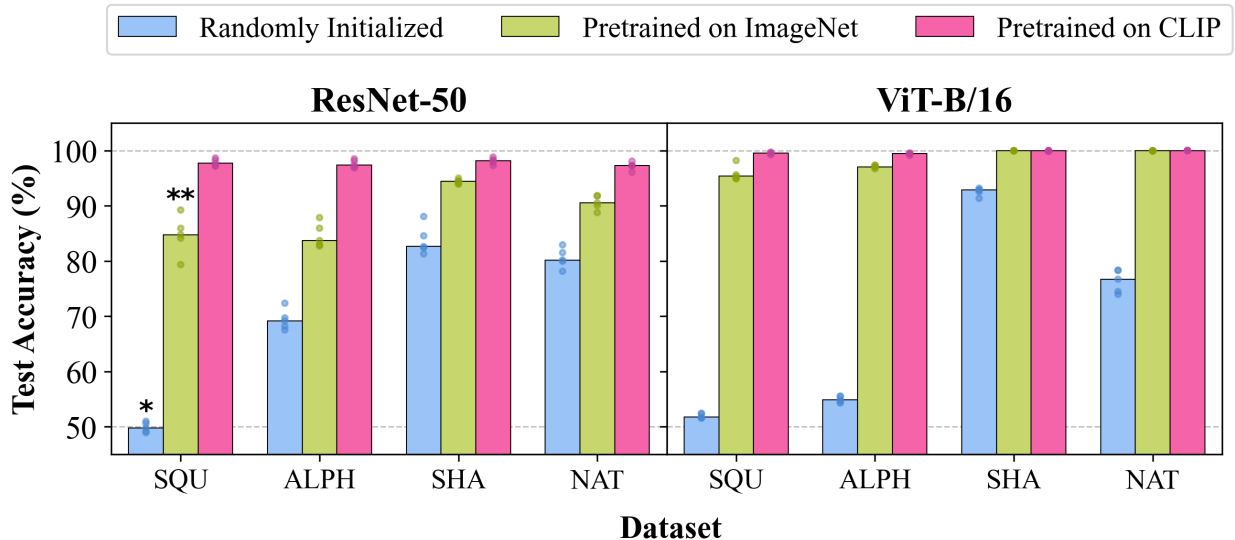 Randomly Initialized Pretrained on ImageNet Pretrained on CLIP
ResNet-50 ViT-B/16
Test Accuracy (%)
100
90
80
70
60
50
**
*
SQU ALPH SHA NAT SQU ALPH SHA NAT
Dataset